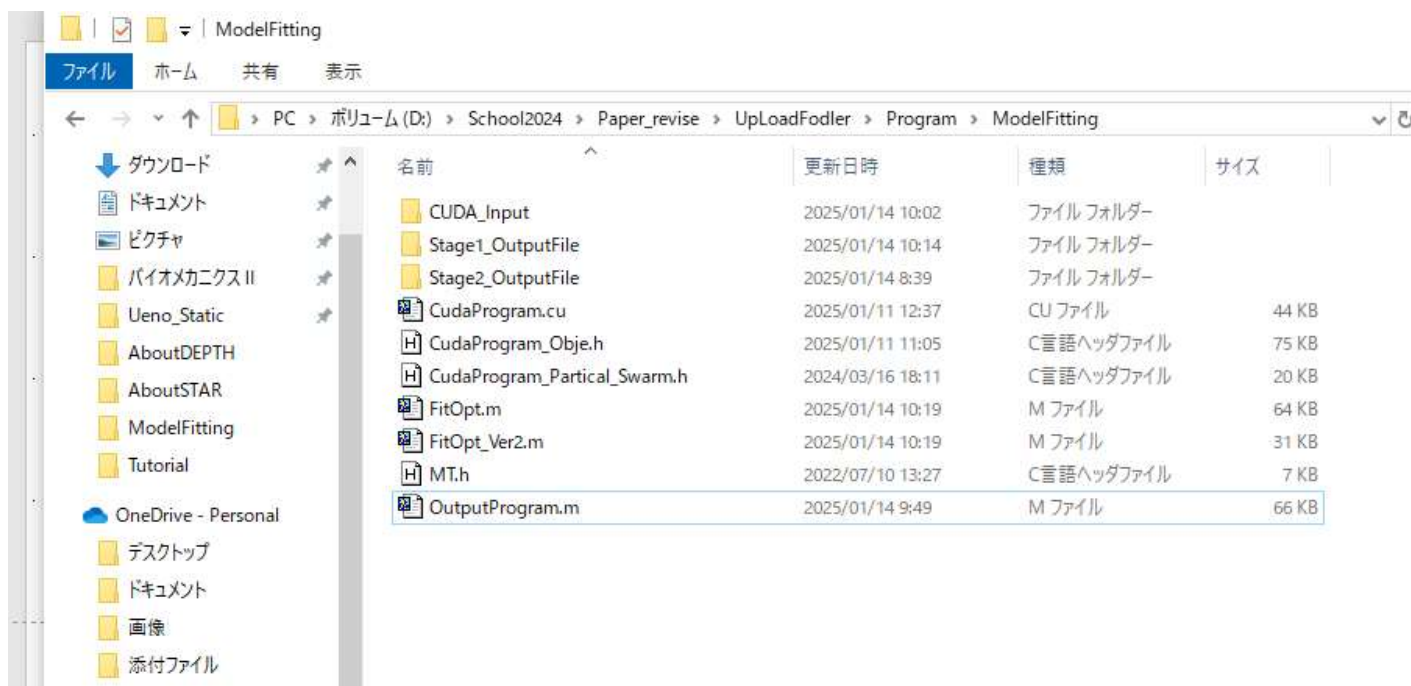 ModelFitting
ファイル ホーム 共有 表示
PC › ボリューム (D:) › School2024 › Paper_revise › UpLoadFodler › Program › ModelFitting
ダウンロード
ドキュメント
ピクチャ
バイオメカニクスⅡ
Ueno_Static
AboutDEPTH
AboutSTAR
ModelFitting
Tutorial
OneDrive - Personal
デスクトップ
ドキュメント
画像
添付ファイル
名前 更新日時 種類 サイズ
CUDA_Input 2025/01/14 10:02 ファイル フォルダー
Stage1_OutputFile 2025/01/14 10:14 ファイル フォルダー
Stage2_OutputFile 2025/01/14 8:39 ファイル フォルダー
CudaProgram.cu 2025/01/11 12:37 CU ファイル 44 KB
CudaProgram_Obje.h 2025/01/11 11:05 C言語ヘッダファイル 75 KB
CudaProgram_Partical_Swarm.h 2024/03/16 18:11 C言語ヘッダファイル 20 KB
FitOpt.m 2025/01/14 10:19 M ファイル 64 KB
FitOpt_Ver2.m 2025/01/14 10:19 M ファイル 31 KB
MT.h 2022/07/10 13:27 C言語ヘッダファイル 7 KB
OutputProgram.m 2025/01/14 9:49 M ファイル 66 KB